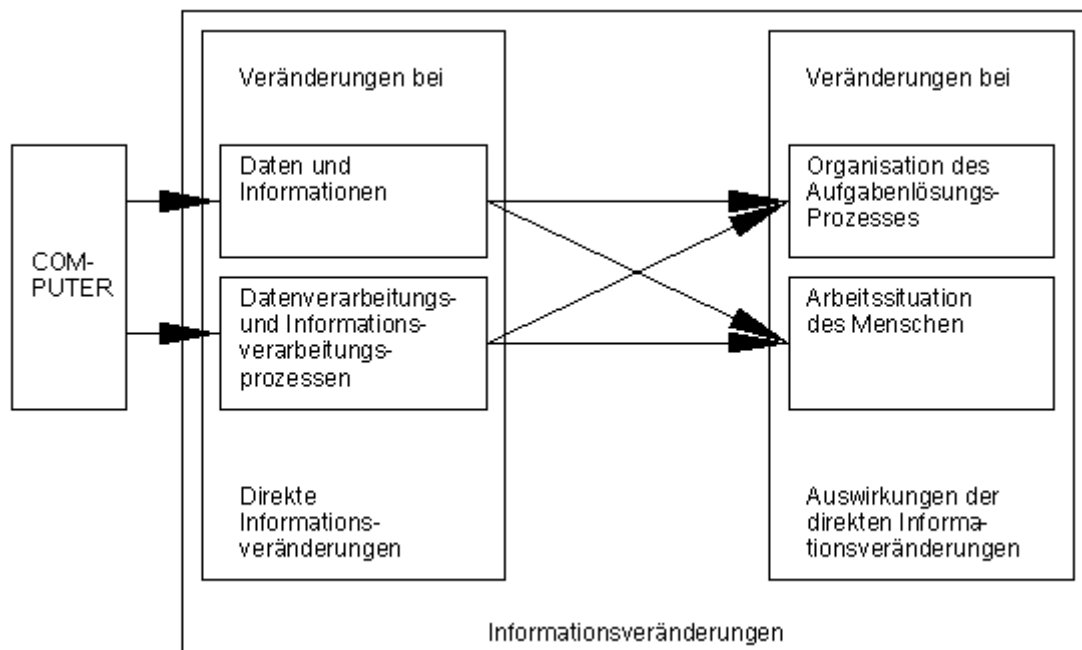 COM-
PUTER
Veränderungen bei
Daten und
Informationen
Datenverarbeitungs-
und Informations-
verarbeitungs-
prozessen
Direkte
Informations-
veränderungen
Veränderungen bei
Organisation des
Aufgabenlösungs-
Prozesses
Arbeitssituation
des Menschen
Auswirkungen der
direkten Informa-
tionsveränderungen
Informationsveränderungen